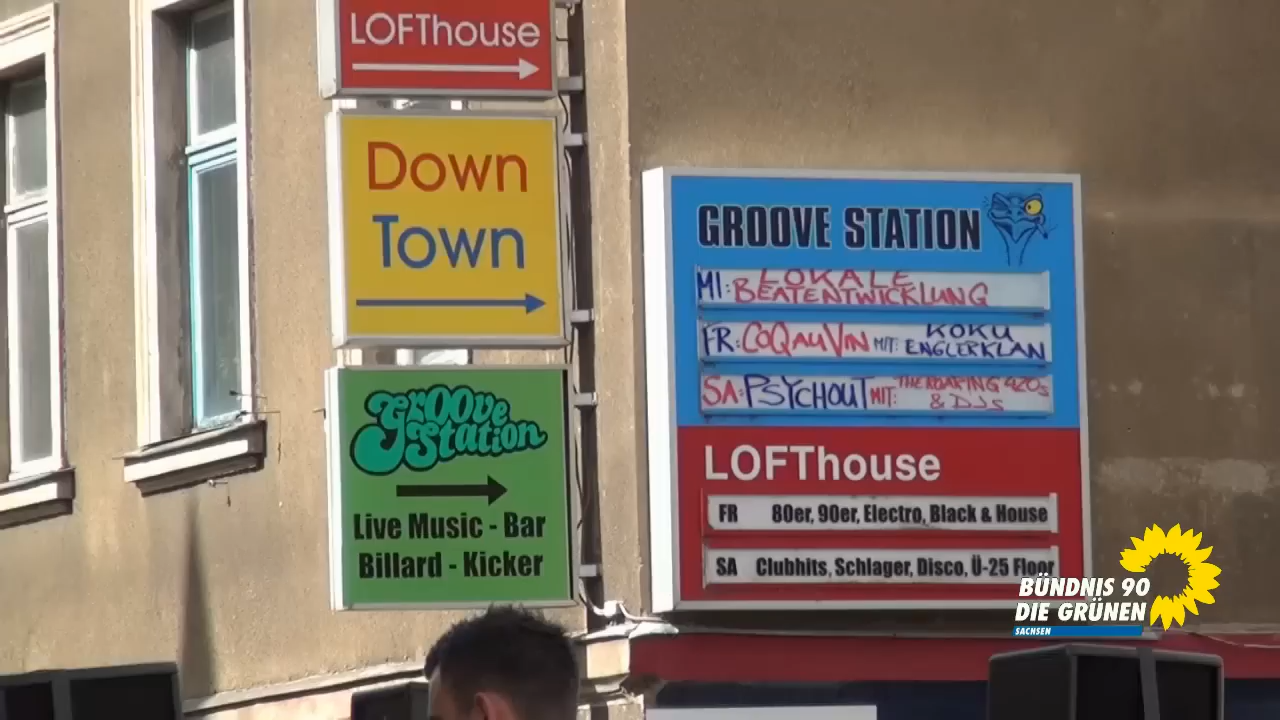 LOFThouse
Down
Town
Groove
Station
Live Music - Bar
Billard - Kicker
GROOVE STATION
MI: LOKALE
BEATENTWICKLUNG
FR: COQ AU VIN MIT: KOKU
ENGLERKLAN
SA: PSYCHOUT MIT: THE ROARING 420s
& DJs
LOFThouse
FR 80er, 90er, Electro, Black & House
SA Clubhits, Schlager, Disco, Ü-25 Floor
BÜNDNIS 90
DIE GRÜNEN
SACHSEN